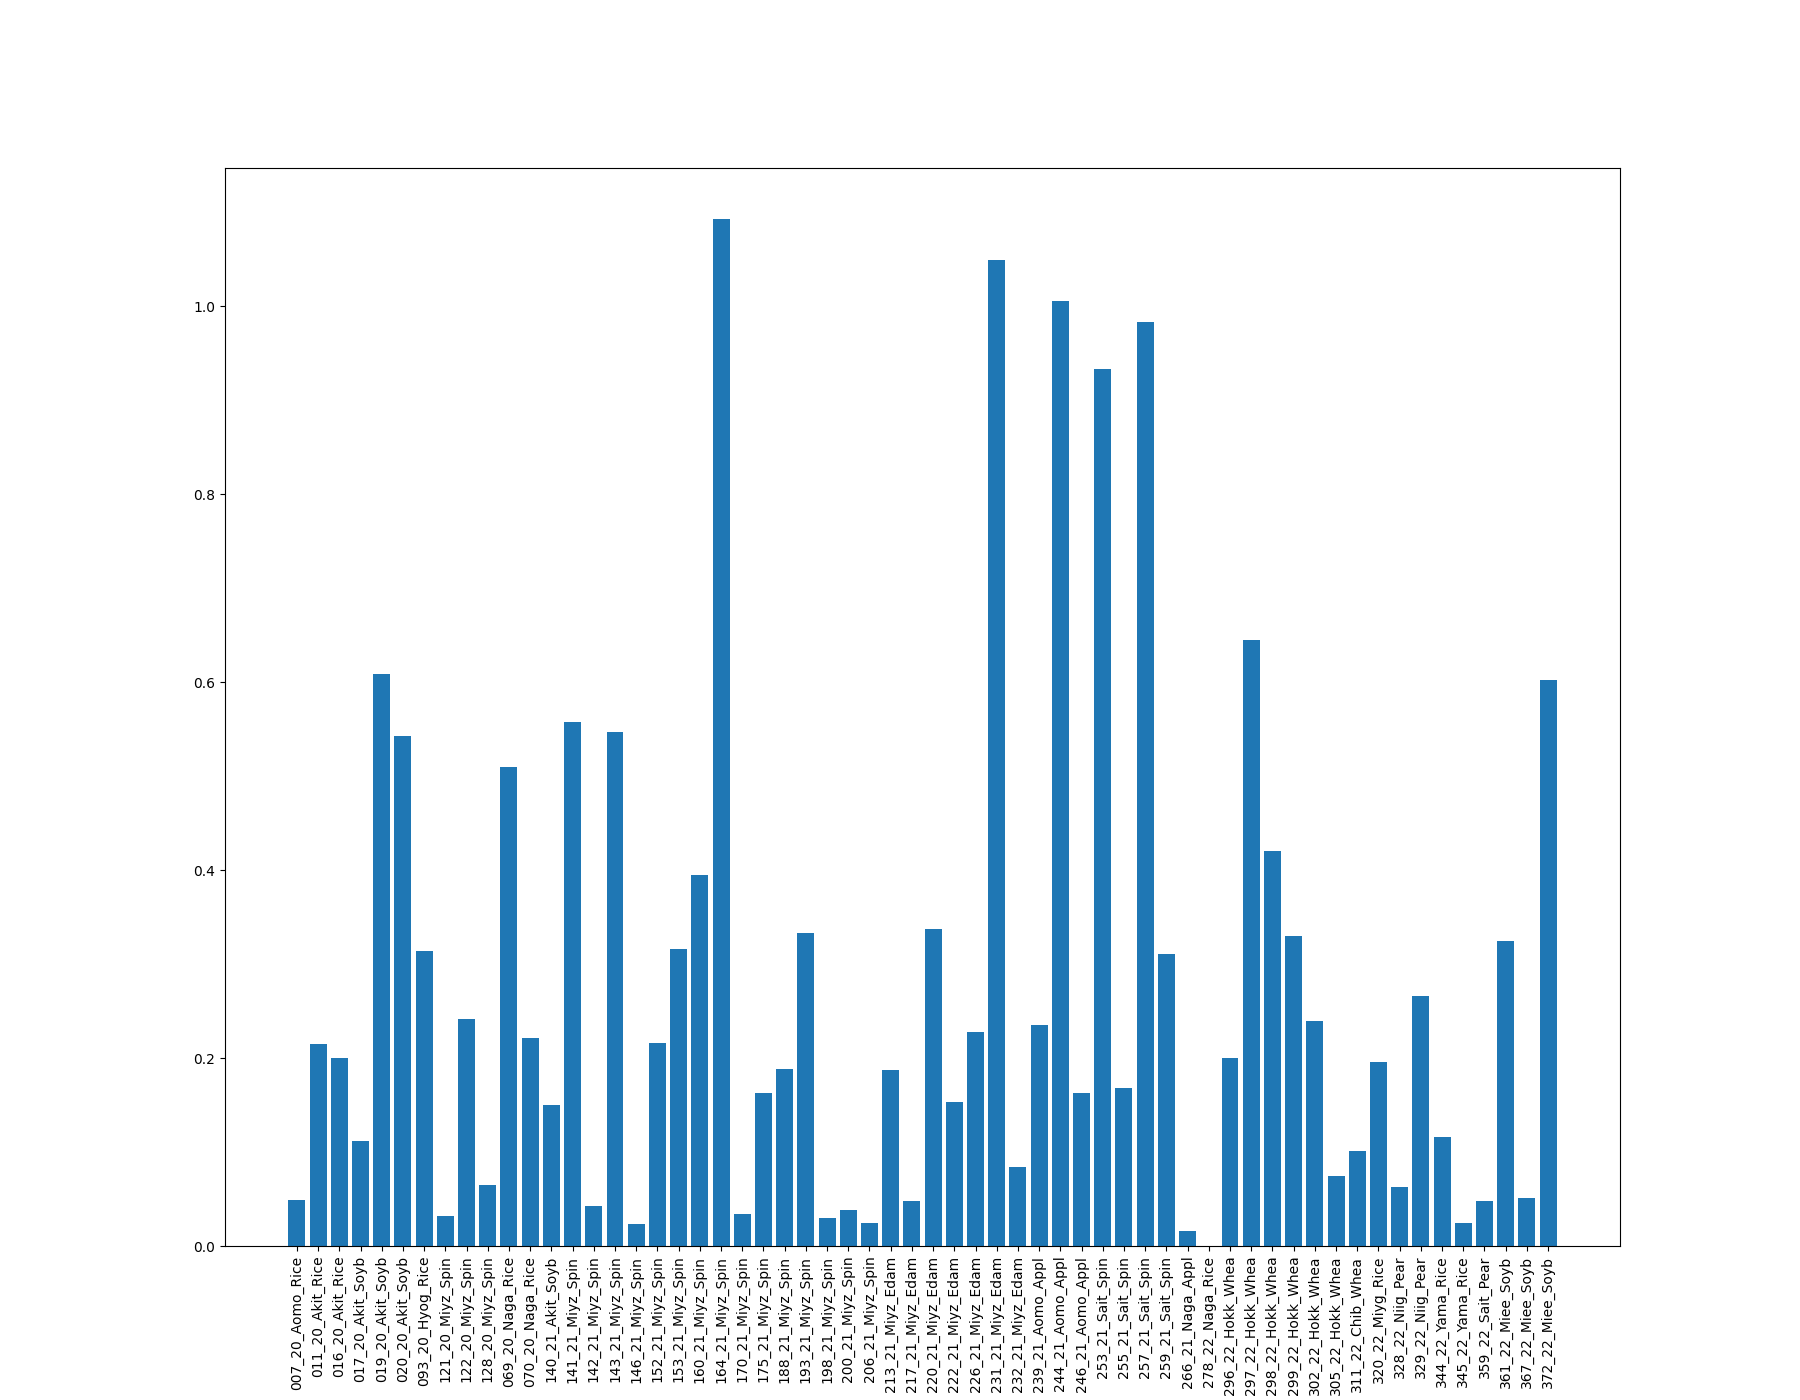 1.0
0.8
0.6
0.4
0.2
0.0
007_20_Aomo_Rice
011_20_Akit_Rice
016_20_Akit_Rice
017_20_Akit_Soyb
019_20_Akit_Soyb
020_20_Akit_Soyb
093_20_Hyog_Rice
121_20_Miyz_Spin
122_20_Miyz_Spin
128_20_Miyz_Spin
069_20_Naga_Rice
070_20_Naga_Rice
140_21_Akit_Soyb
141_21_Miyz_Spin
142_21_Miyz_Spin
143_21_Miyz_Spin
146_21_Miyz_Spin
152_21_Miyz_Spin
153_21_Miyz_Spin
160_21_Miyz_Spin
164_21_Miyz_Spin
170_21_Miyz_Spin
175_21_Miyz_Spin
188_21_Miyz_Spin
193_21_Miyz_Spin
198_21_Miyz_Spin
200_21_Miyz_Spin
206_21_Miyz_Spin
213_21_Miyz_Edam
217_21_Miyz_Edam
220_21_Miyz_Edam
222_21_Miyz_Edam
226_21_Miyz_Edam
231_21_Miyz_Edam
232_21_Miyz_Edam
239_21_Aomo_Appl
244_21_Aomo_Appl
246_21_Aomo_Appl
253_21_Sait_Spin
255_21_Sait_Spin
257_21_Sait_Spin
259_21_Sait_Spin
266_21_Naga_Appl
278_22_Naga_Rice
296_22_Hokk_Whea
297_22_Hokk_Whea
298_22_Hokk_Whea
299_22_Hokk_Whea
302_22_Hokk_Whea
305_22_Hokk_Whea
311_22_Chib_Whea
320_22_Miyg_Rice
328_22_Niig_Pear
329_22_Niig_Pear
344_22_Yama_Rice
345_22_Yama_Rice
359_22_Sait_Pear
361_22_Miee_Soyb
367_22_Miee_Soyb
372_22_Miee_Soyb